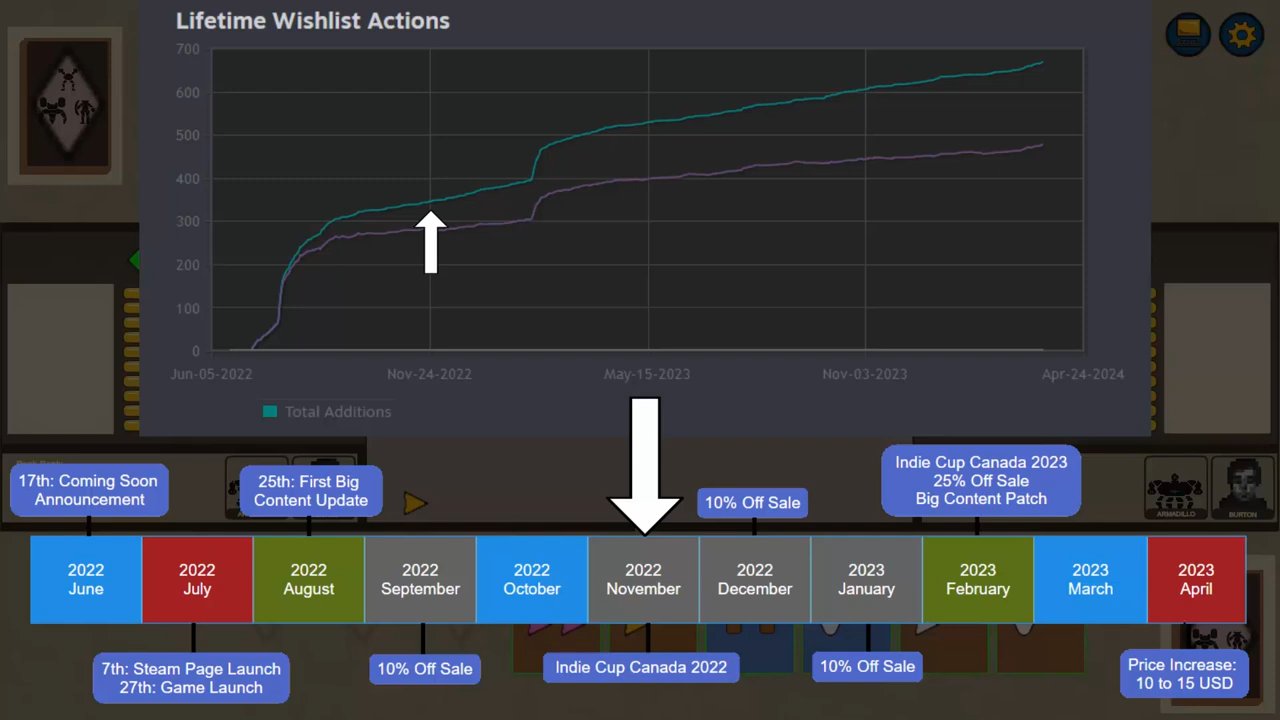 Lifetime Wishlist Actions
700
600
500
400
300
200
100
0
Jun-05-2022
Nov-24-2022
May-15-2023
Nov-03-2023
Apr-24-2024
Total Additions
17th: Coming Soon
Announcement
25th: First Big
Content Update
10% Off Sale
Indie Cup Canada 2023
25% Off Sale
Big Content Patch
ARMADILLO
BURTON
2022
June
2022
July
2022
August
2022
September
2022
October
2022
November
2022
December
2023
January
2023
February
2023
March
2023
April
7th: Steam Page Launch
27th: Game Launch
10% Off Sale
Indie Cup Canada 2022
10% Off Sale
Price Increase:
10 to 15 USD